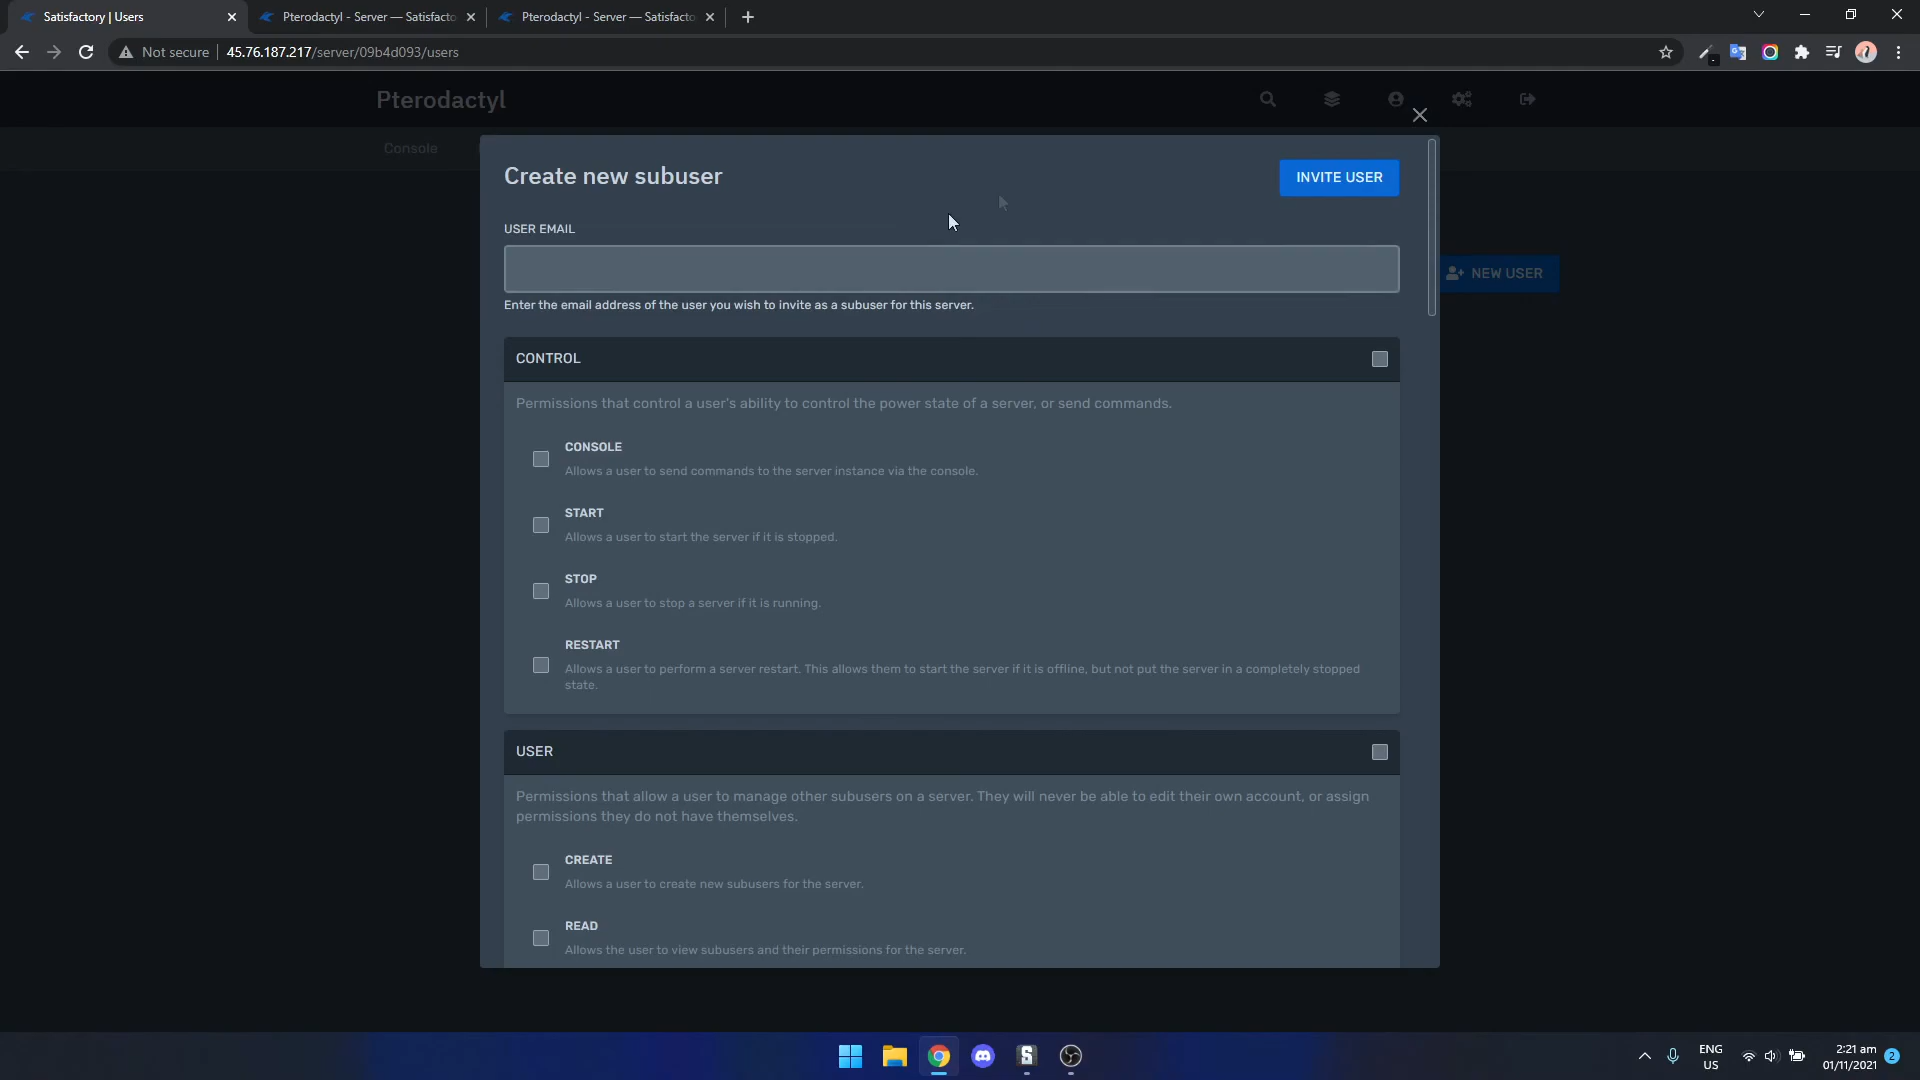 Satisfactory | Users
Pterodactyl - Server — Satisfacto
Pterodactyl - Server — Satisfacto
Not secure
45.76.187.217/server/09b4d093/users
Pterodactyl
Console
Create new subuser
INVITE USER
USER EMAIL
NEW USER
Enter the email address of the user you wish to invite as a subuser for this server.
CONTROL
Permissions that control a user's ability to control the power state of a server, or send commands.
CONSOLE
Allows a user to send commands to the server instance via the console.
START
Allows a user to start the server if it is stopped.
STOP
Allows a user to stop a server if it is running.
RESTART
Allows a user to perform a server restart. This allows them to start the server if it is offline, but not put the server in a completely stopped
state.
USER
Permissions that allow a user to manage other subusers on a server. They will never be able to edit their own account, or assign
permissions they do not have themselves.
CREATE
Allows a user to create new subusers for the server.
READ
Allows the user to view subusers and their permissions for the server.
ENG
US
2:21 am
01/11/2021
2